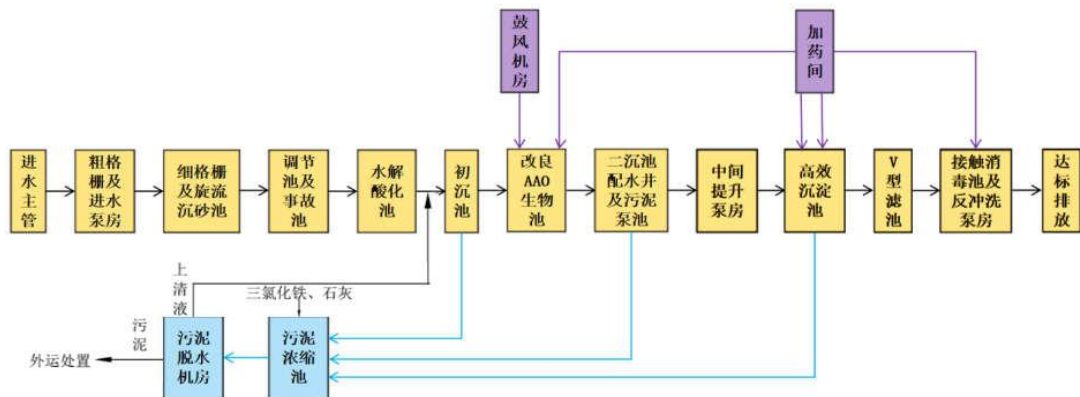 鼓风机房
加药间
进水主管
粗格
栅及
进水
泵房
细格栅
及旋流
沉砂池
调节
池及
事故
池
水解
酸化
池
初沉池
改良
AAO
生物
池
二沉池
配水井
及污泥
泵池
中间
提升
泵房
高效
沉淀
池
V型滤池
接触消
毒池及
反冲洗
泵房
达标排放
上清液
三氯化铁、石灰
污泥
外运处置
污泥
脱水
机房
污泥
浓缩
池